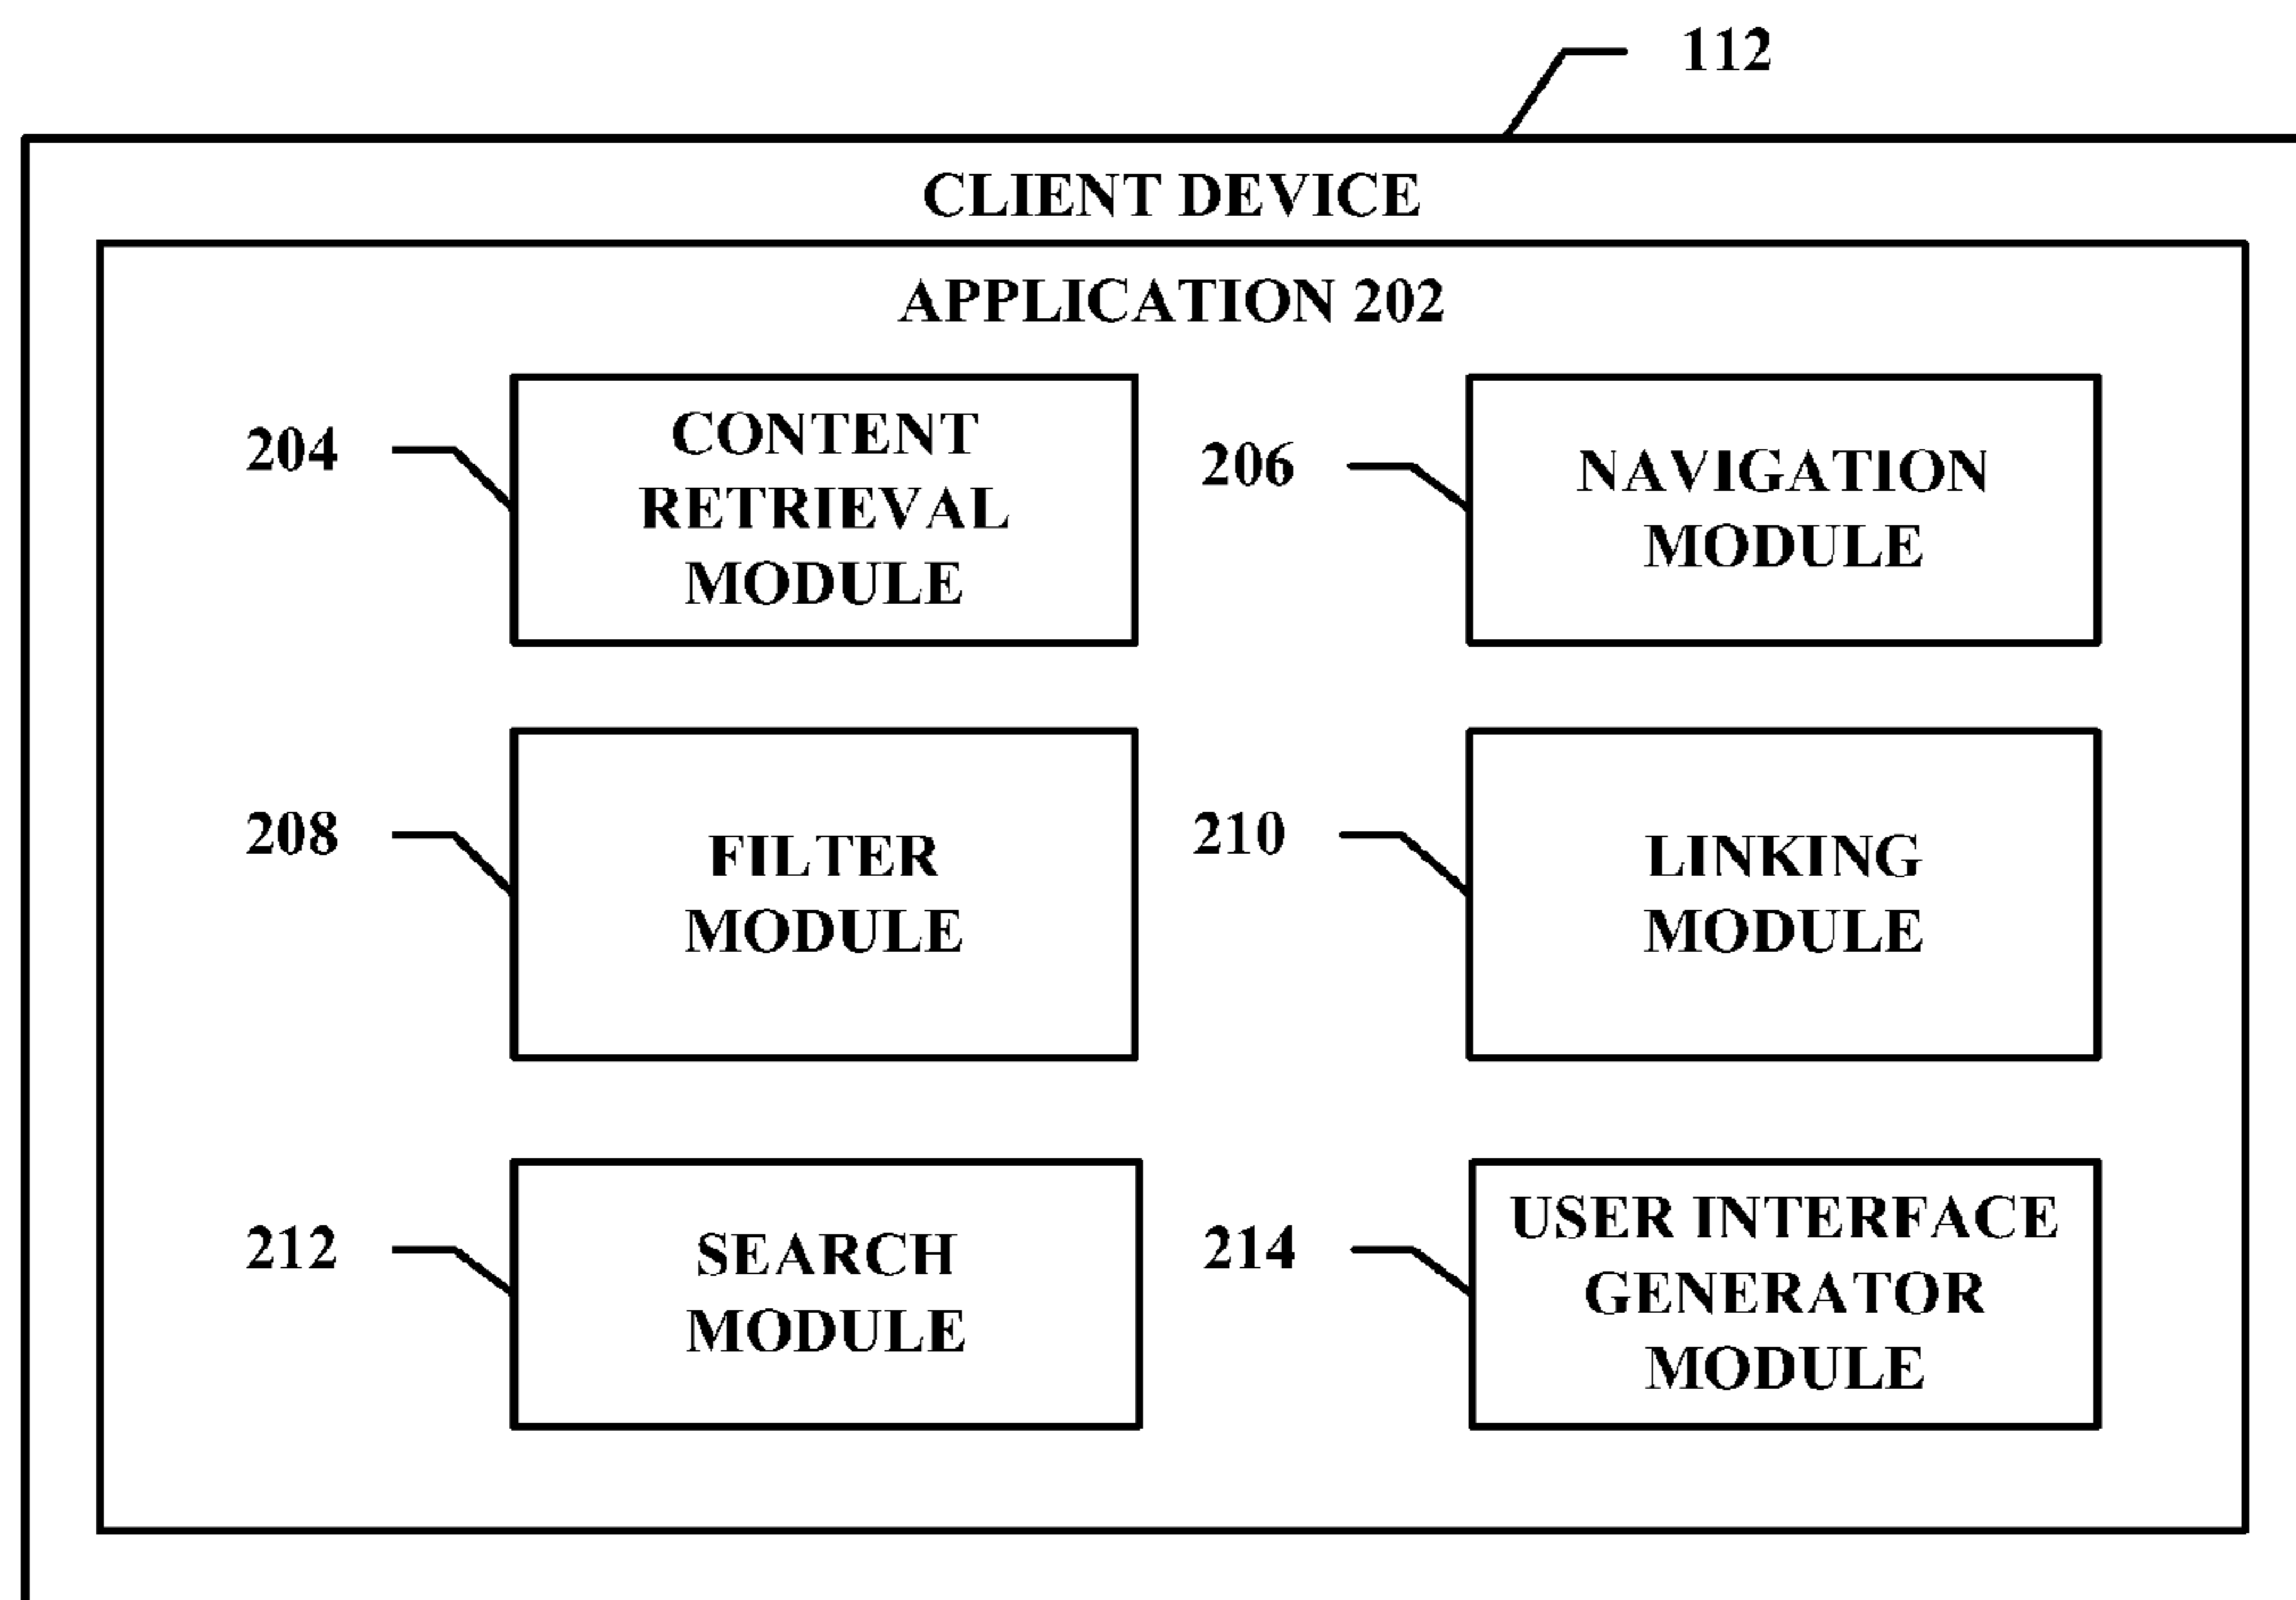 112
CLIENT DEVICE
APPLICATION 202
204
CONTENT
RETRIEVAL
MODULE
206
NAVIGATION
MODULE
208
FILTER
MODULE
210
LINKING
MODULE
212
SEARCH
MODULE
214
USER INTERFACE
GENERATOR
MODULE